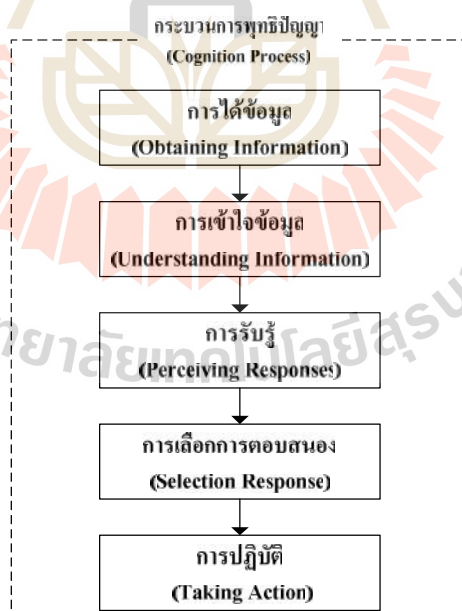 กระบวนการพุทธิปัญญา
(Cognition Process)
การได้ข้อมูล
(Obtaining Information)
การเข้าใจข้อมูล
(Understanding Information)
การรับรู้
(Perceiving Responses)
การเลือกการตอบสนอง
(Selection Response)
การปฏิบัติ
(Taking Action)